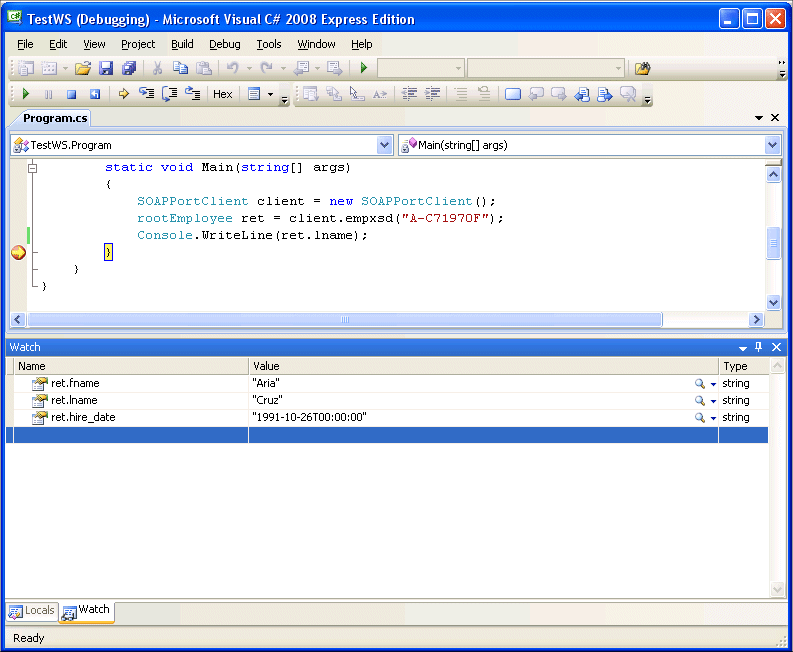 TestWS (Debugging) - Microsoft Visual C# 2008 Express Edition
File Edit View Project Build Debug Tools Window Help
Hex
Program.cs
TestWS.Program Main(string[] args)
static void Main(string[] args)
{
SOAPPortClient client = new SOAPPortClient();
rootEmployee ret = client.empxsd("A-C71970F");
Console.WriteLine(ret.lname);
}
}
}
Watch
Name Value Type
ret.fname "Aria" string
ret.lname "Cruz" string
ret.hire_date "1991-10-26T00:00:00" string
Locals Watch
Ready